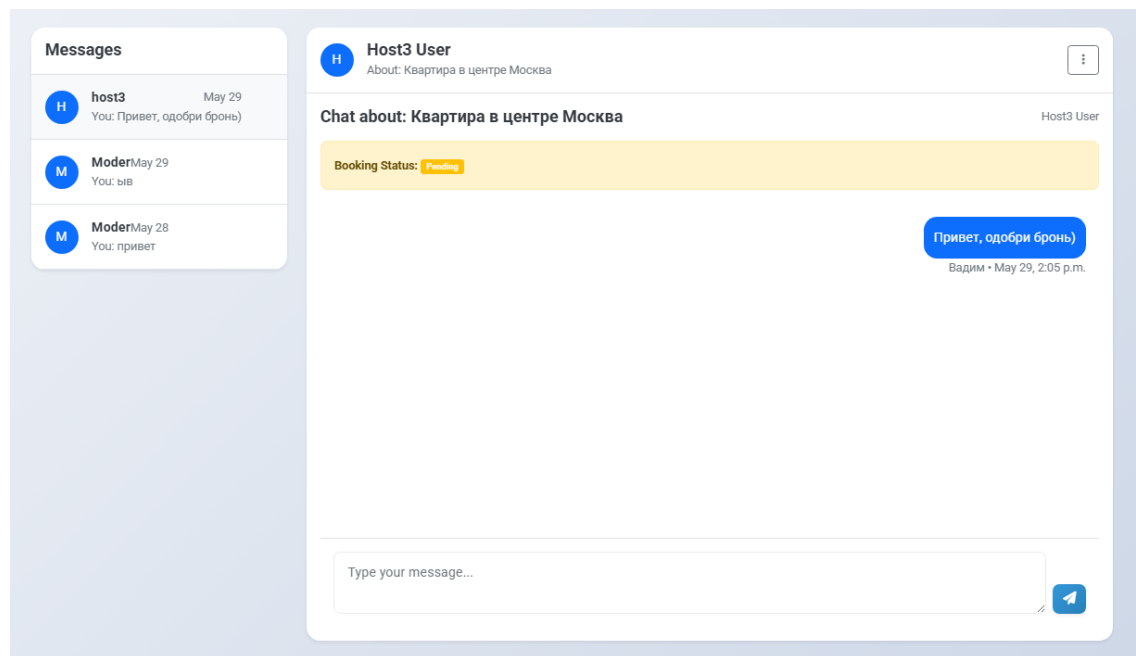 Messages
H
host3 May 29
You: Привет, одобри бронь)
M
Moder May 29
You: ыв
M
Moder May 28
You: привет
H
Host3 User
About: Квартира в центре Москва
Chat about: Квартира в центре Москва
Host3 User
Booking Status: Pending
Привет, одобри бронь)
Вадим • May 29, 2:05 p.m.
Type your message...